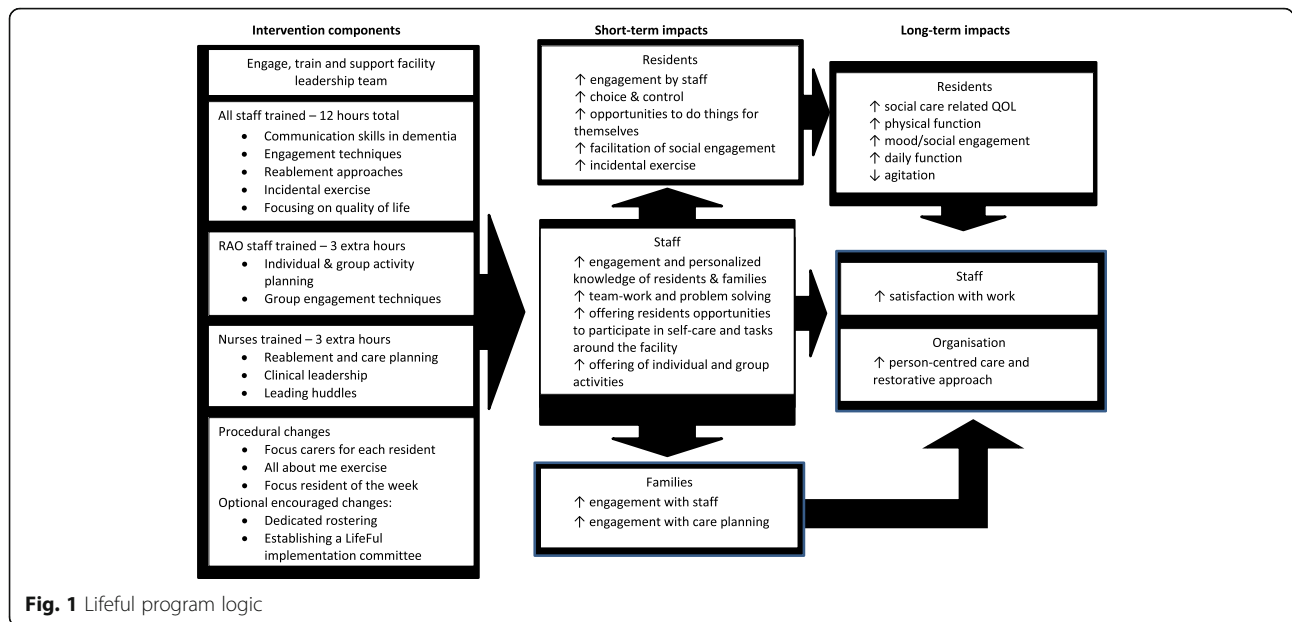 Intervention components
Engage, train and support facility
leadership team
All staff trained – 12 hours total
• Communication skills in dementia
• Engagement techniques
• Reablement approaches
• Incidental exercise
• Focusing on quality of life
RAO staff trained – 3 extra hours
• Individual & group activity
planning
• Group engagement techniques
Nurses trained – 3 extra hours
• Reablement and care planning
• Clinical leadership
• Leading huddles
Procedural changes
• Focus carers for each resident
• All about me exercise
• Focus resident of the week
Optional encouraged changes:
• Dedicated rostering
• Establishing a LifeFul
implementation committee
Short-term impacts
Residents
↑ engagement by staff
↑ choice & control
↑ opportunities to do things for
themselves
↑ facilitation of social engagement
↑ incidental exercise
Staff
↑ engagement and personalized
knowledge of residents & families
↑ team-work and problem solving
↑ offering residents opportunities
to participate in self-care and tasks
around the facility
↑ offering of individual and group
activities
Families
↑ engagement with staff
↑ engagement with care planning
Long-term impacts
Residents
↑ social care related QOL
↑ physical function
↑ mood/social engagement
↑ daily function
↓ agitation
Staff
↑ satisfaction with work
Organisation
↑ person-centred care and
restorative approach
Fig. 1 Lifeful program logic